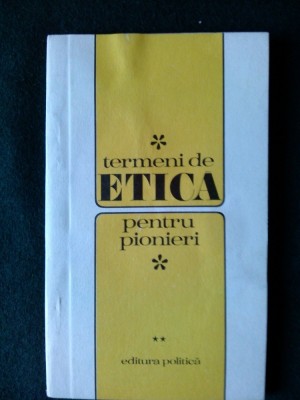 *
termeni de
ETICA
pentru
pionieri
*
**
editura politică